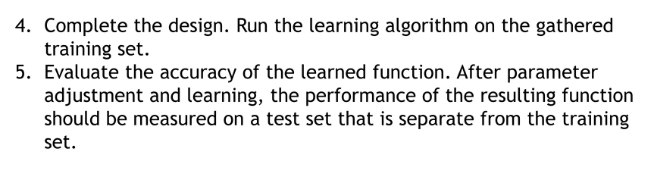 4. Complete the design. Run the learning algorithm on the gathered
training set.
5. Evaluate the accuracy of the learned function. After parameter
adjustment and learning, the performance of the resulting function
should be measured on a test set that is separate from the training
set.